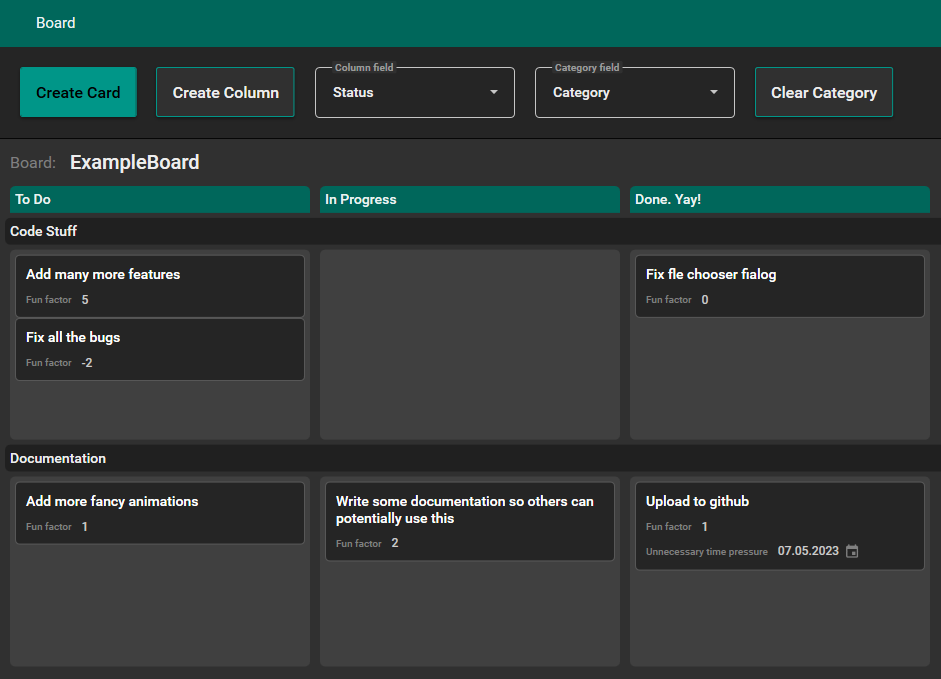 Board
Column field
Category field
Create Card
Create Column
Status
Category
Clear Category
Board: ExampleBoard
To Do
In Progress
Done. Yay!
Code Stuff
Add many more features
Fun factor 5
Fix all the bugs
Fun factor -2
Fix fle chooser fialog
Fun factor 0
Documentation
Add more fancy animations
Fun factor 1
Write some documentation so others can
potentially use this
Fun factor 2
Upload to github
Fun factor 1
Unnecessary time pressure 07.05.2023